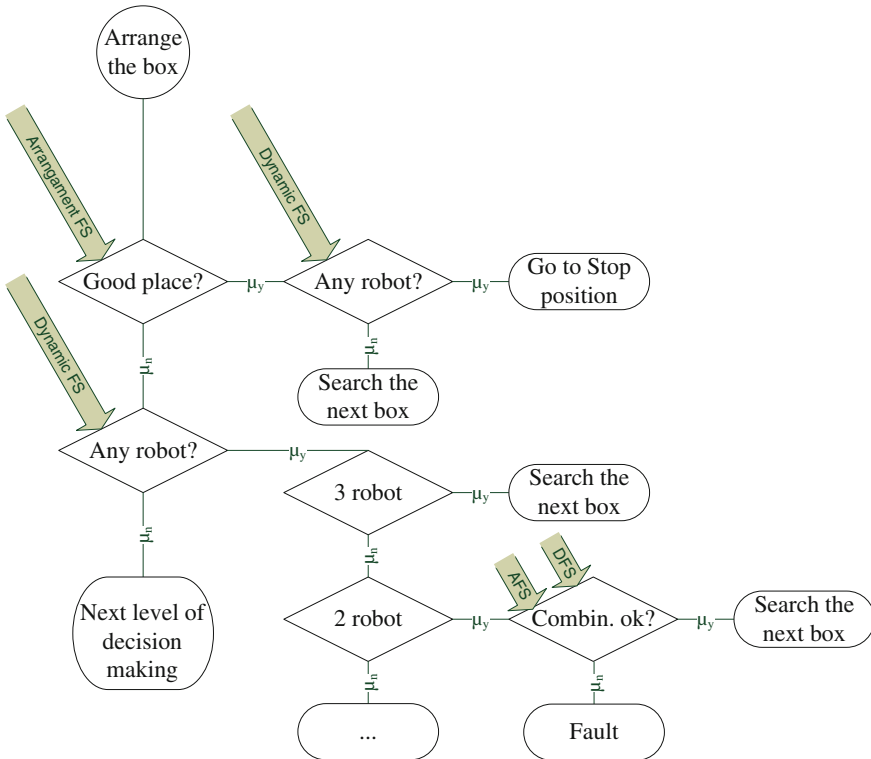 Arrange
the box
Arrangament FS
Dynamic FS
Good place?
μy
Any robot?
μy
Go to Stop
position
μn
Search the
next box
μn
Dynamic FS
Any robot?
μy
3 robot
μy
Search the
next box
μn
Next level of
decision
making
μn
2 robot
μy
AFS
DFS
Combin. ok?
μy
Search the
next box
μn
...
μn
Fault